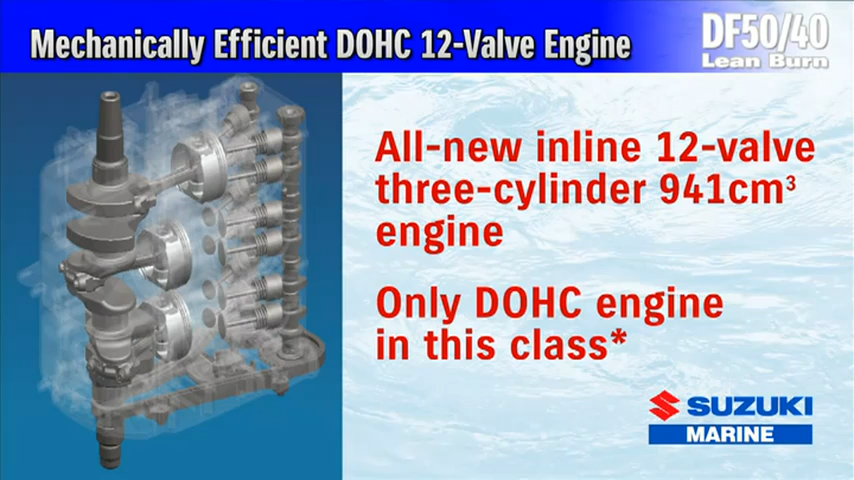 Mechanically Efficient DOHC 12-Valve Engine
DF50/40
Lean Burn
All-new inline 12-valve
three-cylinder 941cm³
engine
Only DOHC engine
in this class*
SUZUKI
MARINE